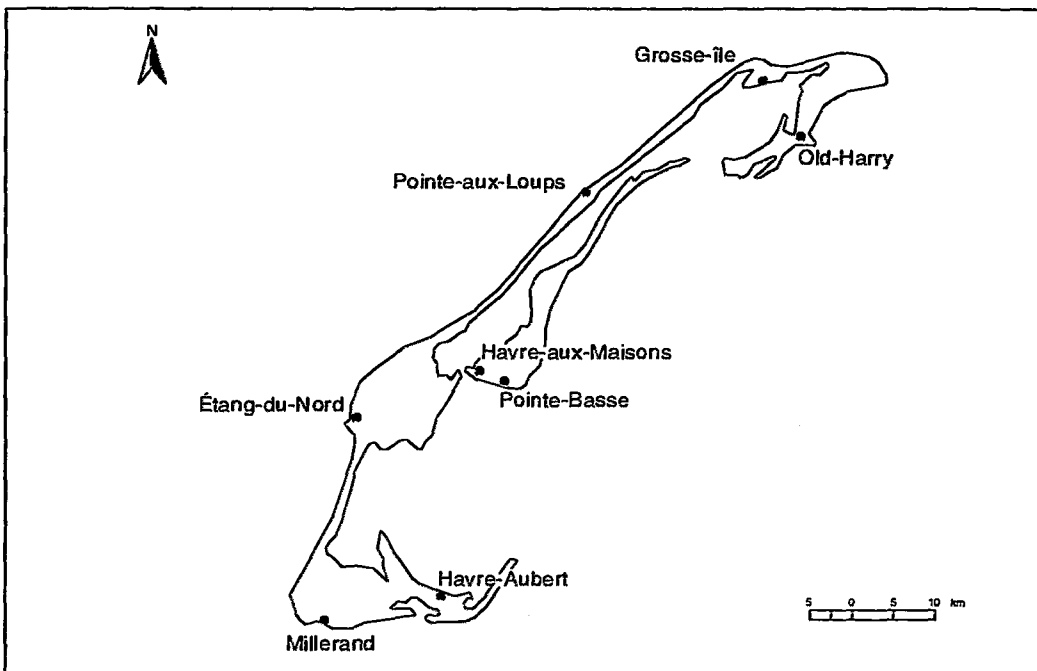 N
Grosse-île
Old-Harry
Pointe-aux-Loups
Havre-aux-Maisons
Pointe-Basse
Étang-du-Nord
Havre-Aubert
Millerand
5 0 5 10 km